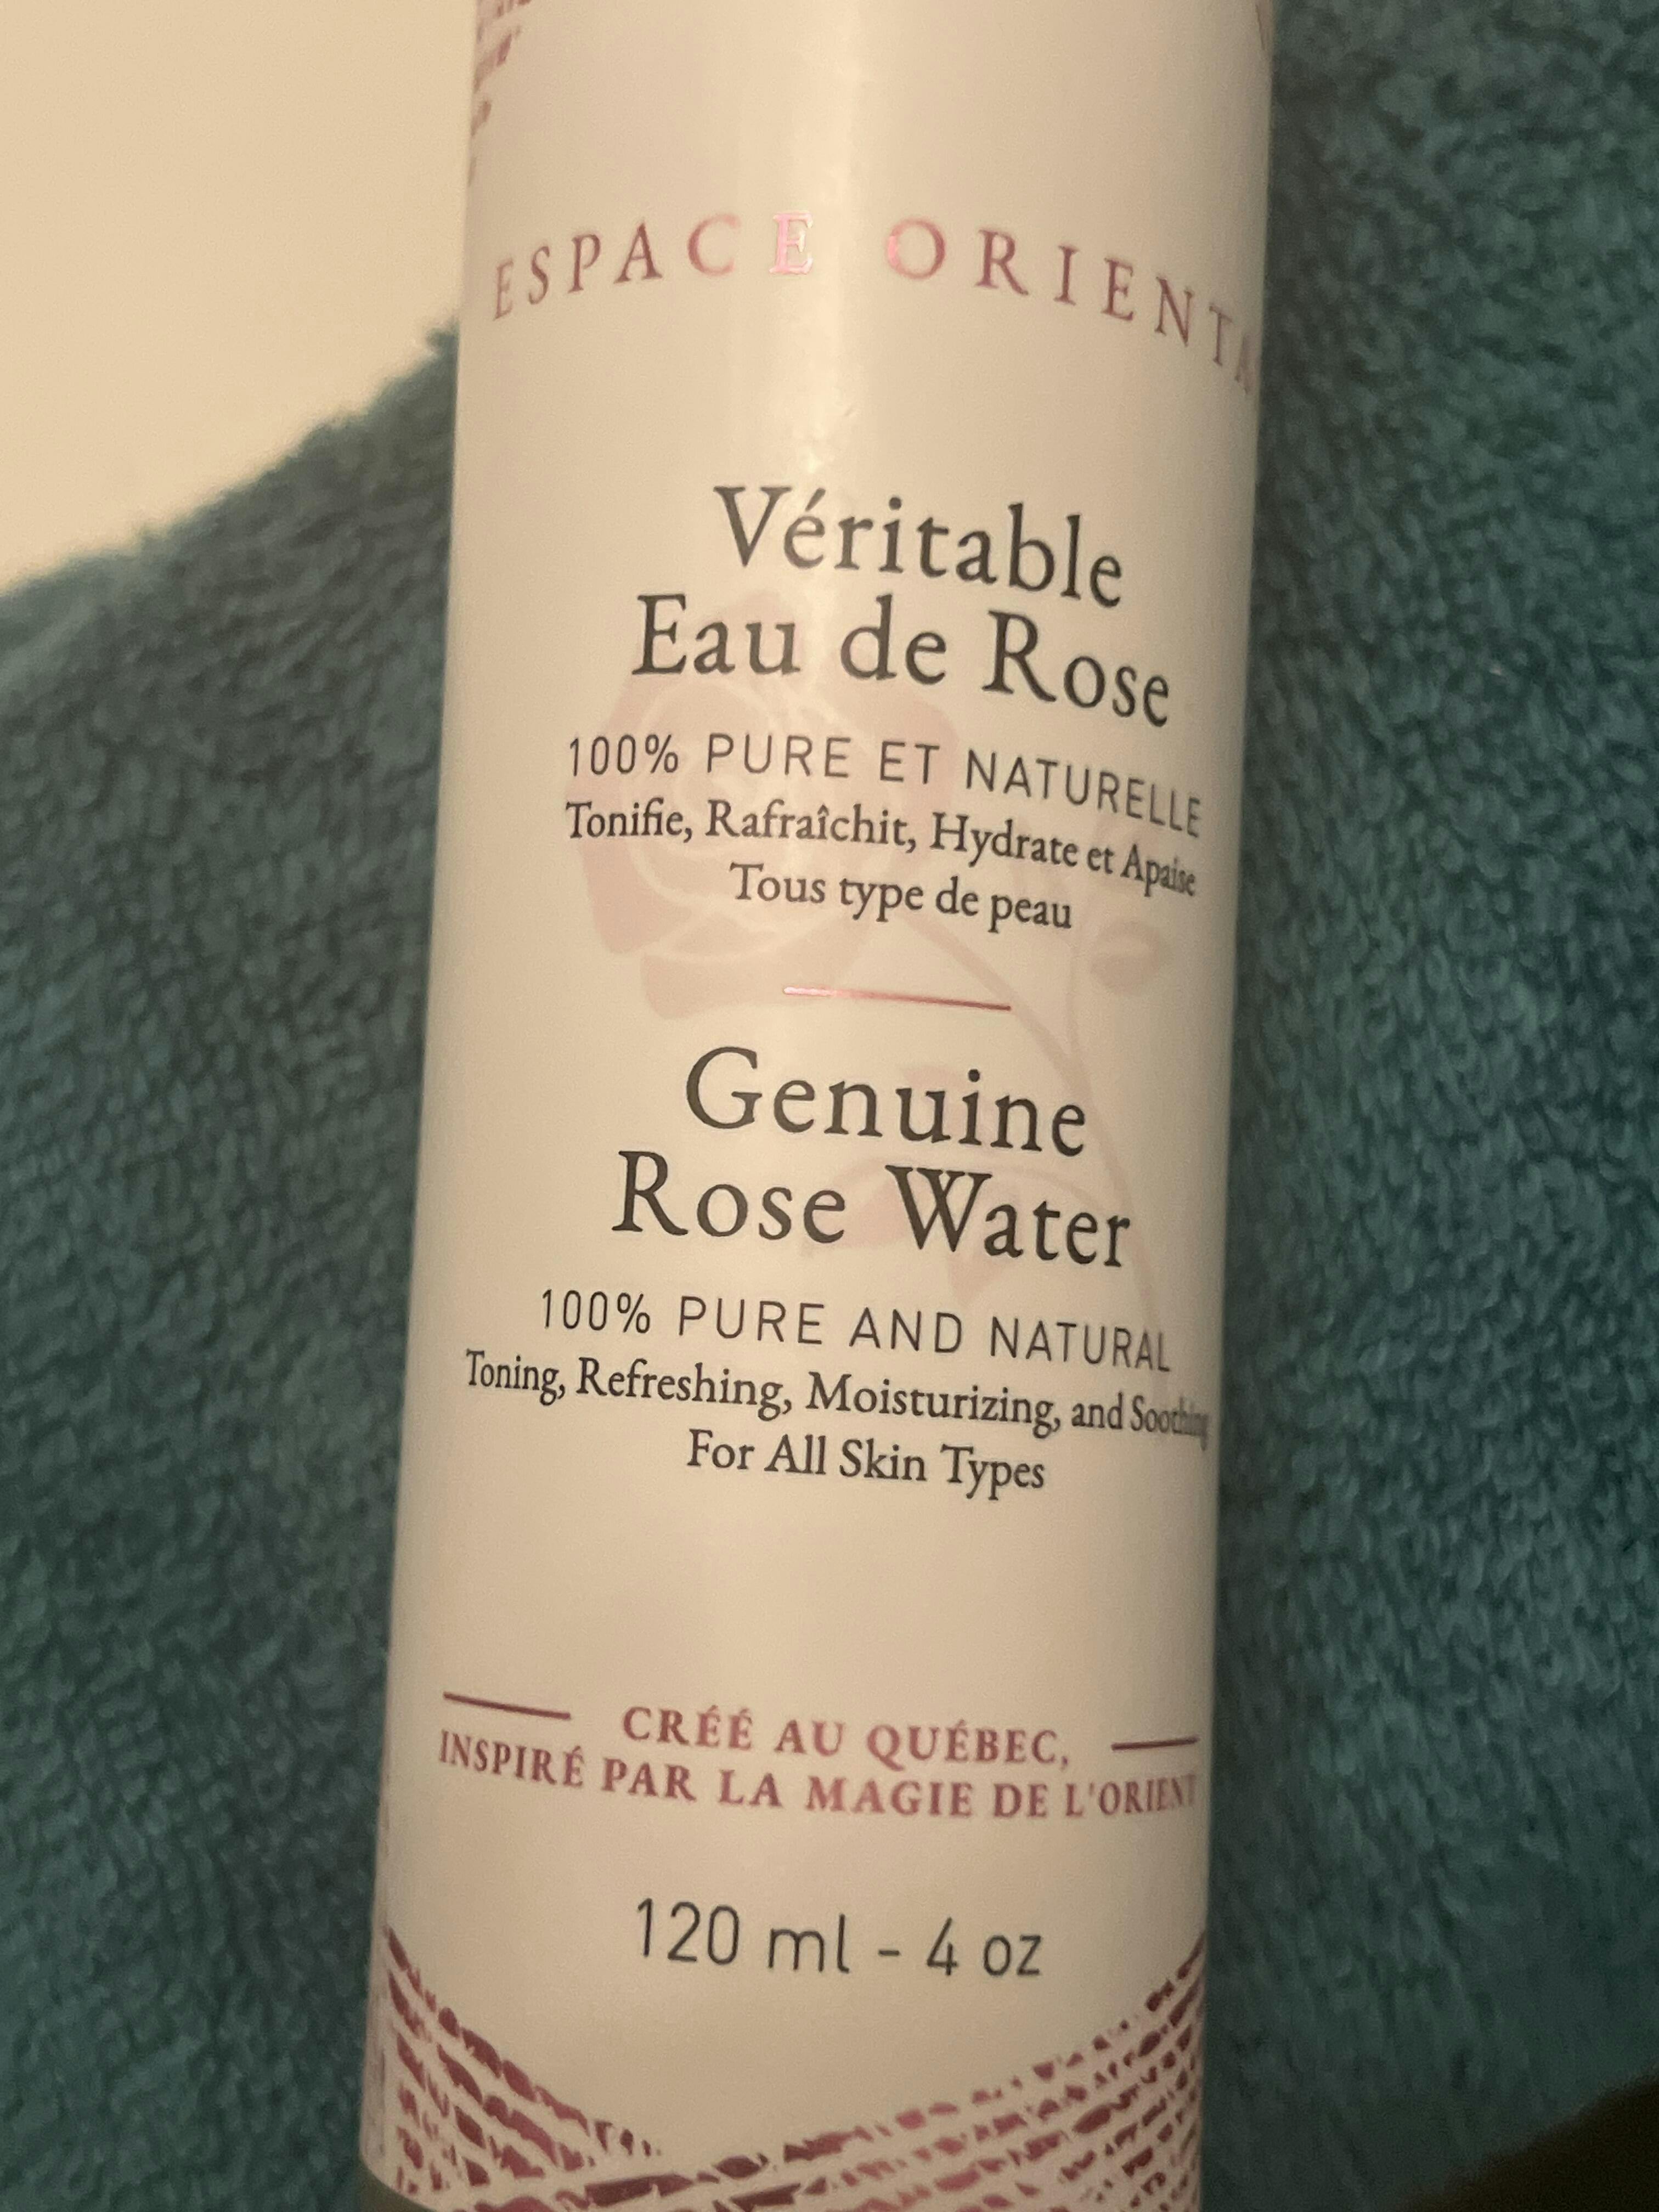 ESPACE ORIENTA
Véritable
Eau de Rose
100% PURE ET NATURELLE
Tonifie, Rafraîchit, Hydrate et Apaise
Tous type de peau
Genuine
Rose Water
100% PURE AND NATURAL
Toning, Refreshing, Moisturizing, and Soothing
For All Skin Types
CRÉÉ AU QUÉBEC,
INSPIRÉ PAR LA MAGIE DE L'ORIENT
120 ml - 4 oz